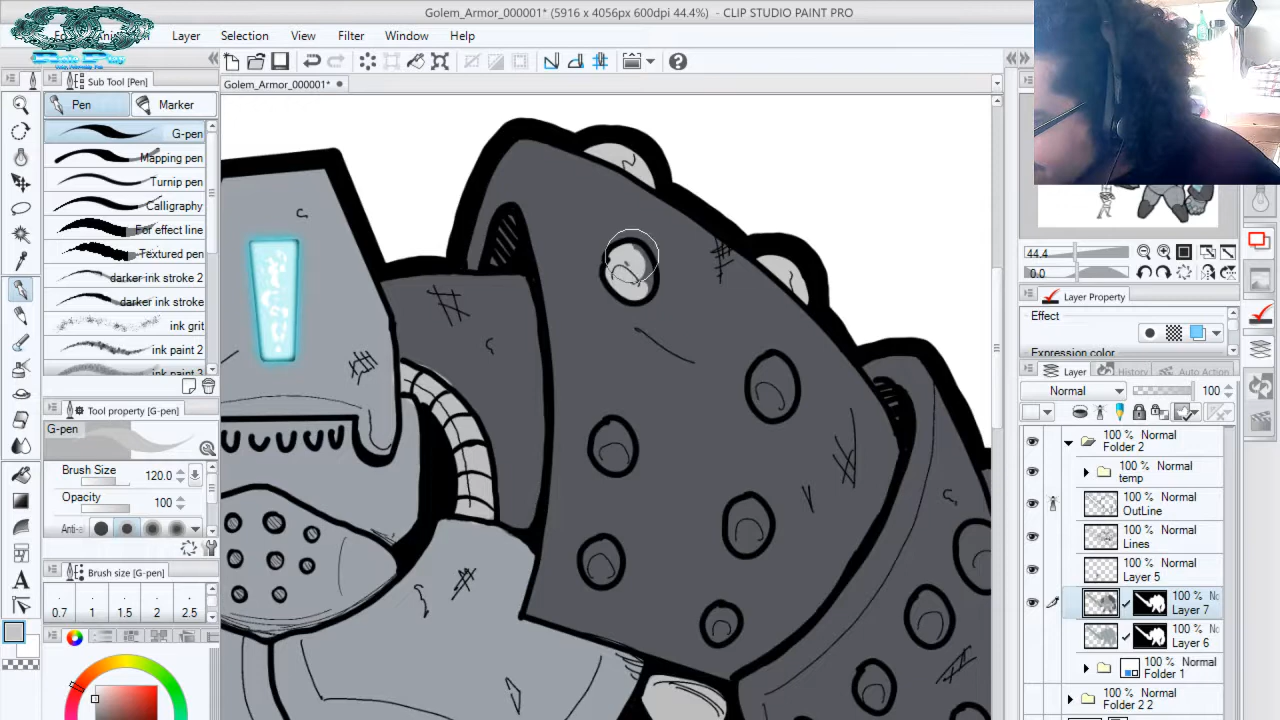 Golem_Armor_000001* (5916 x 4056px 600dpi 44.4%) - CLIP STUDIO PAINT PRO
Layer Selection View Filter Window Help
Sub Tool [Pen]
Golem_Armor_000001*
Pen Marker
G-pen
Mapping pen
Turnip pen
Calligraphy
For effect line
Textured pen
darker ink stroke 2
darker ink stroke
ink grit
ink paint 2
ink paint 3
Tool property [G-pen]
G-pen
Brush Size 120.0
Opacity 100
Anti-a
Brush size [G-pen]
0.7 1 1.5 2 2.5
44.4
0.0
Layer Property
Effect
Expression color
Layer History Auto Action
Normal 100
100 % Normal
Folder 2
100 % Normal
temp
100 % Normal
OutLine
100 % Normal
Lines
100 % Normal
Layer 5
100 % No
Layer 7
100 % No
Layer 6
100 % Normal
Folder 1
100 % Normal
Folder 2 2